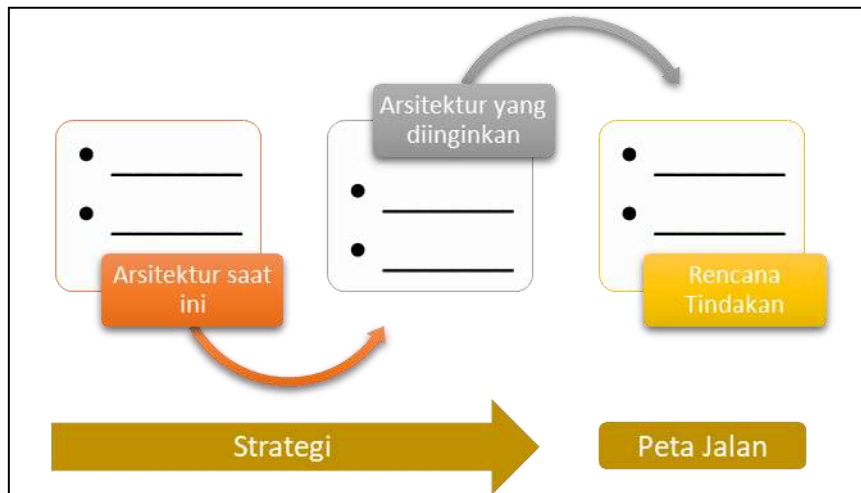 Arsitektur saat
ini
Arsitektur yang
diinginkan
Rencana
Tindakan
Strategi
Peta Jalan